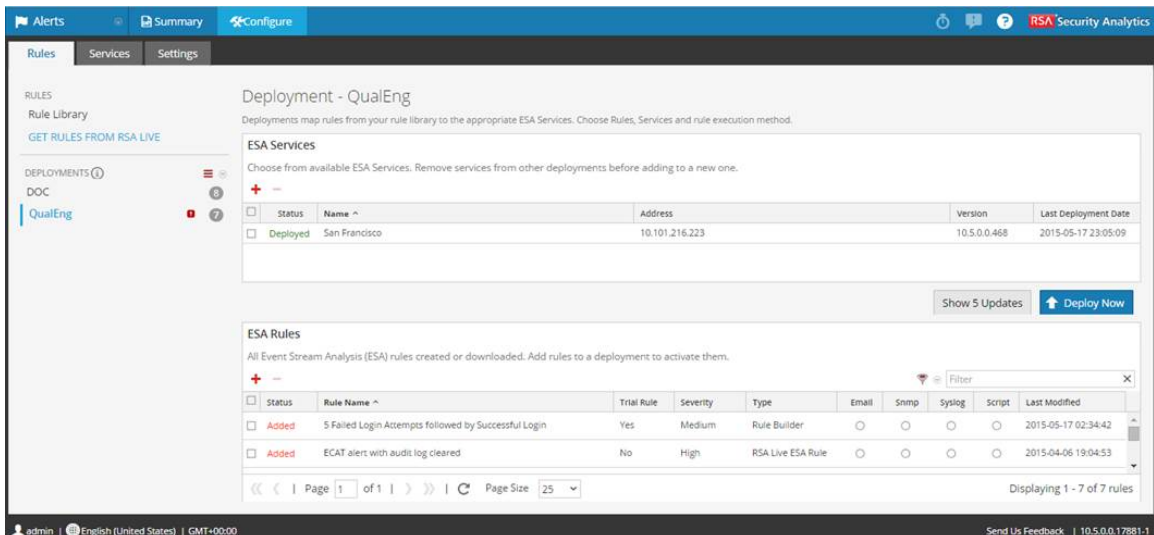 Alerts Summary Configure RSA Security Analytics
Rules Services Settings
RULES
Rule Library
GET RULES FROM RSA LIVE
DEPLOYMENTS
DOC 8
QualEng 7
Deployment - QualEng
Deployments map rules from your rule library to the appropriate ESA Services. Choose Rules, Services and rule execution method.
ESA Services
Choose from available ESA Services. Remove services from other deployments before adding to a new one.
Status Name Address Version Last Deployment Date
Deployed San Francisco 10.101.216.223 10.5.0.0.468 2015-05-17 23:05:09
Show 5 Updates Deploy Now
ESA Rules
All Event Stream Analysis (ESA) rules created or downloaded. Add rules to a deployment to activate them.
Filter
Status Rule Name Trial Rule Severity Type Email Snmp Syslog Script Last Modified
Added 5 Failed Login Attempts followed by Successful Login Yes Medium Rule Builder 2015-05-17 02:34:42
Added ECAT alert with audit log cleared No High RSA Live ESA Rule 2015-04-06 19:04:53
Page 1 of 1 Page Size 25 Displaying 1 - 7 of 7 rules
admin | English (United States) | GMT+00:00 Send Us Feedback | 10.5.0.0.17881-1